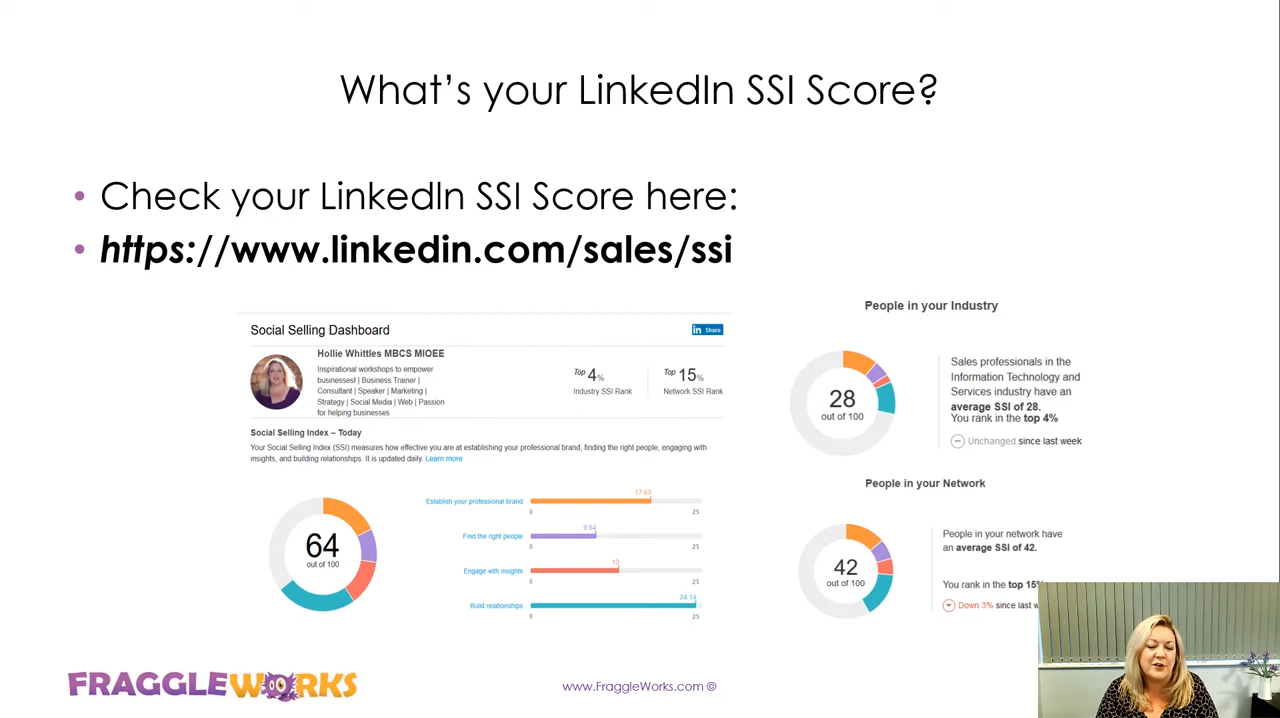 What's your LinkedIn SSI Score?
• Check your LinkedIn SSI Score here:
• https://www.linkedin.com/sales/ssi
Social Selling Dashboard
in Share
Hollie Whittles MBCS MIOEE
Inspirational workshops to empower
businesses! | Business Trainer |
Consultant | Speaker | Marketing |
Strategy | Social Media | Web | Passion
for helping businesses
Top 4%
Industry SSI Rank
Top 15%
Network SSI Rank
Social Selling Index – Today
Your Social Selling Index (SSI) measures how effective you are at establishing your professional brand, finding the right people, engaging with
insights, and building relationships. It is updated daily. Learn more
64
out of 100
Establish your professional brand
17.63
0
25
Find the right people
9.64
0
25
Engage with insights
13
0
25
Build relationships
24.14
0
25
People in your Industry
28
out of 100
Sales professionals in the
Information Technology and
Services industry have an
average SSI of 28.
You rank in the top 4%
Unchanged since last week
People in your Network
42
out of 100
People in your network have
an average SSI of 42.
You rank in the top 15%
Down 3% since last w
FRAGGLEWORKS
www.FraggleWorks.com ©